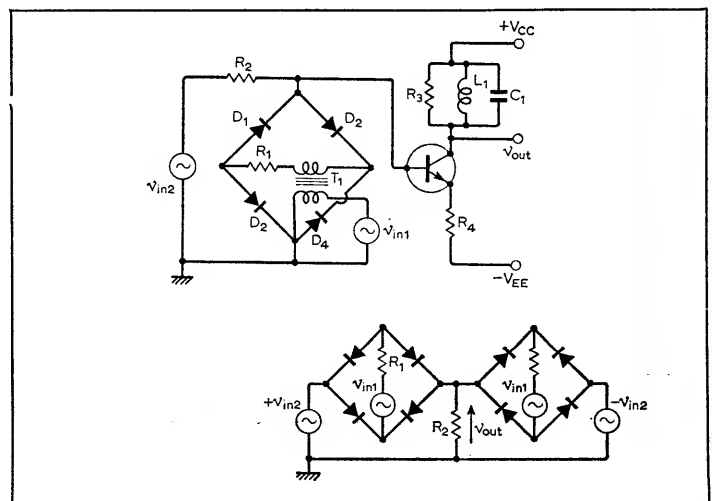 +VCC
R2
L1
R3
C1
D1
D2
R1
vout
T1
vin2
D2
D4
vin1
R4
−VEE
R1
vin1
vin1
+vin2
−vin2
R2
vout